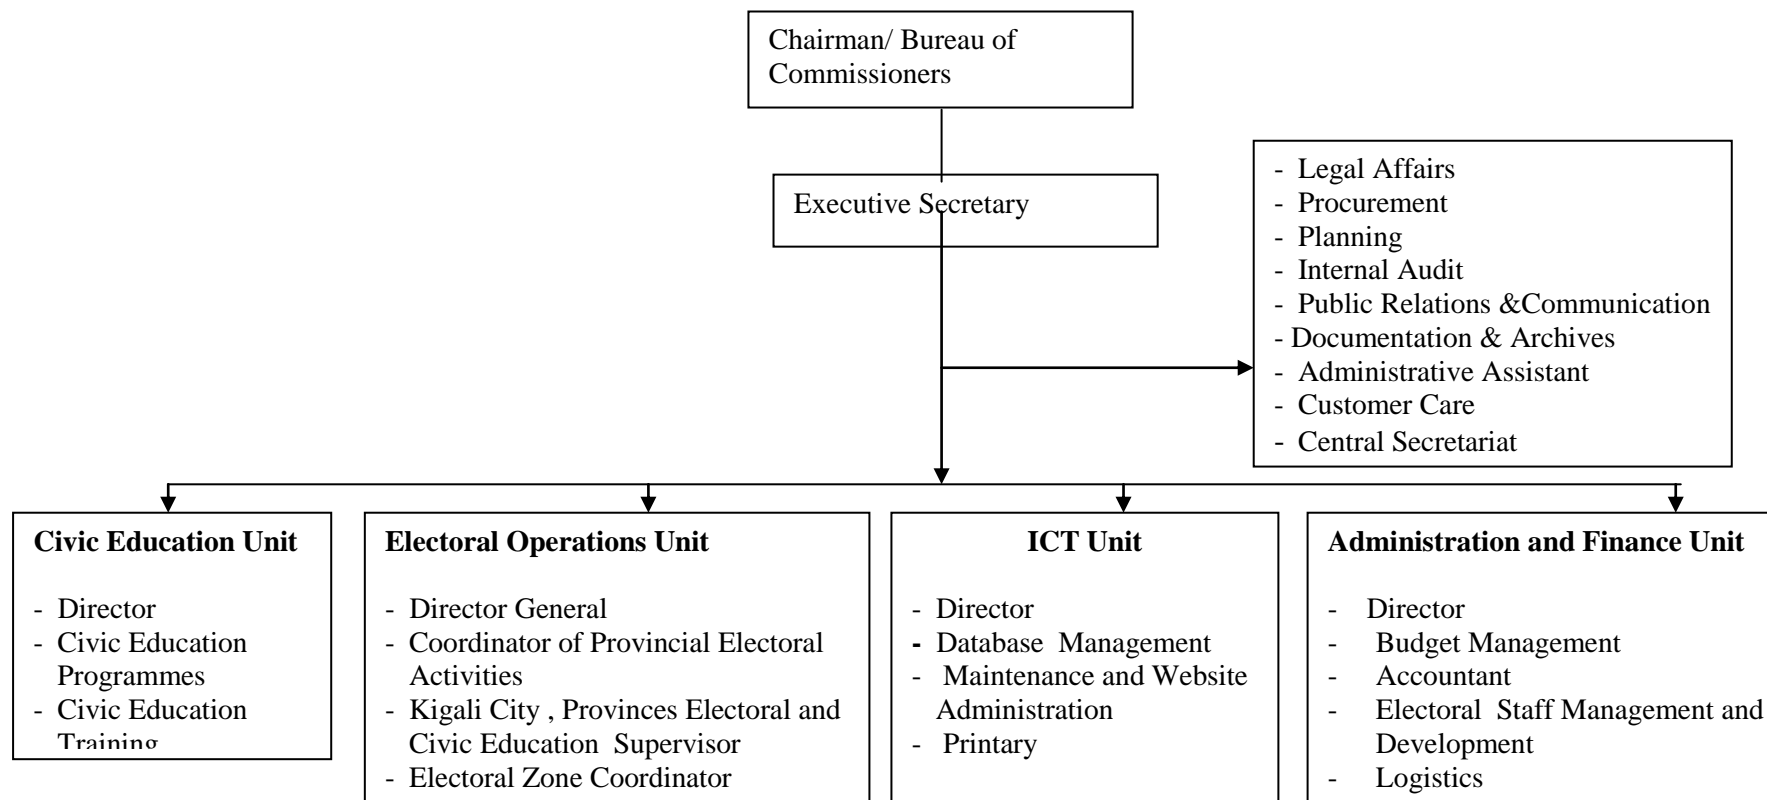 Chairman/ Bureau of
Commissioners
Executive Secretary
- Legal Affairs
- Procurement
- Planning
- Internal Audit
- Public Relations &Communication
- Documentation & Archives
- Administrative Assistant
- Customer Care
- Central Secretariat
Civic Education Unit
- Director
- Civic Education
Programmes
- Civic Education
Training
Electoral Operations Unit
- Director General
- Coordinator of Provincial Electoral
Activities
- Kigali City , Provinces Electoral and
Civic Education Supervisor
- Electoral Zone Coordinator
ICT Unit
- Director
- Database Management
- Maintenance and Website
Administration
- Printary
Administration and Finance Unit
- Director
- Budget Management
- Accountant
- Electoral Staff Management and
Development
- Logistics